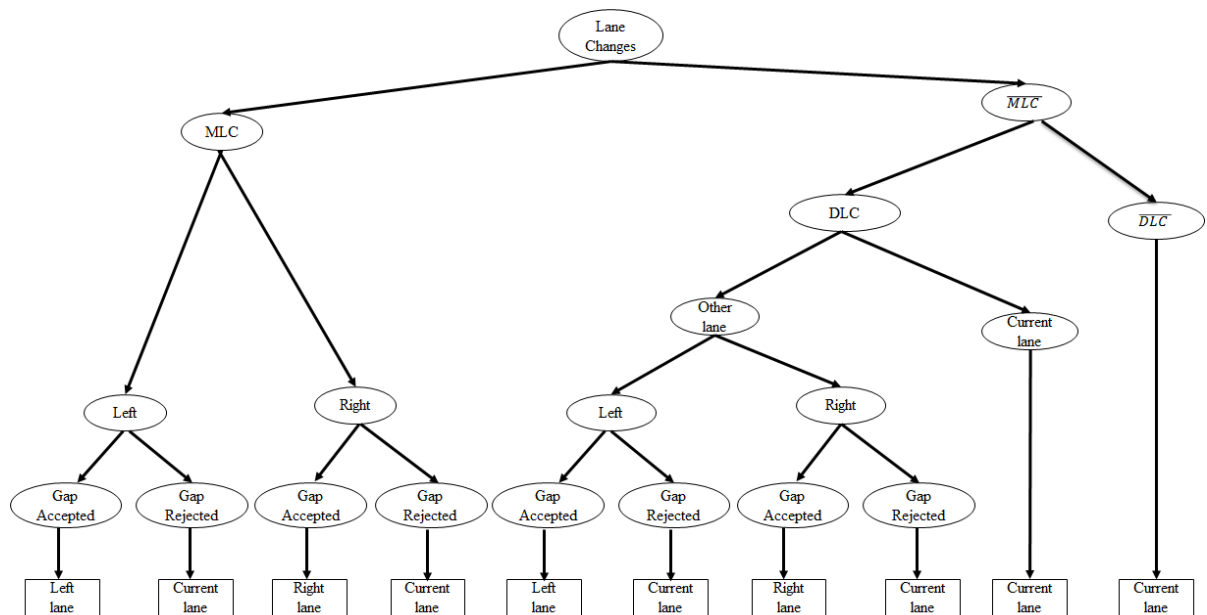 Lane
Changes
MLC
$\overline{MLC}$
DLC
$\overline{DLC}$
Other
lane
Current
lane
Left
Right
Left
Right
Gap
Accepted
Gap
Rejected
Gap
Accepted
Gap
Rejected
Gap
Accepted
Gap
Rejected
Gap
Accepted
Gap
Rejected
Left
lane
Current
lane
Right
lane
Current
lane
Left
lane
Current
lane
Right
lane
Current
lane
Current
lane
Current
lane